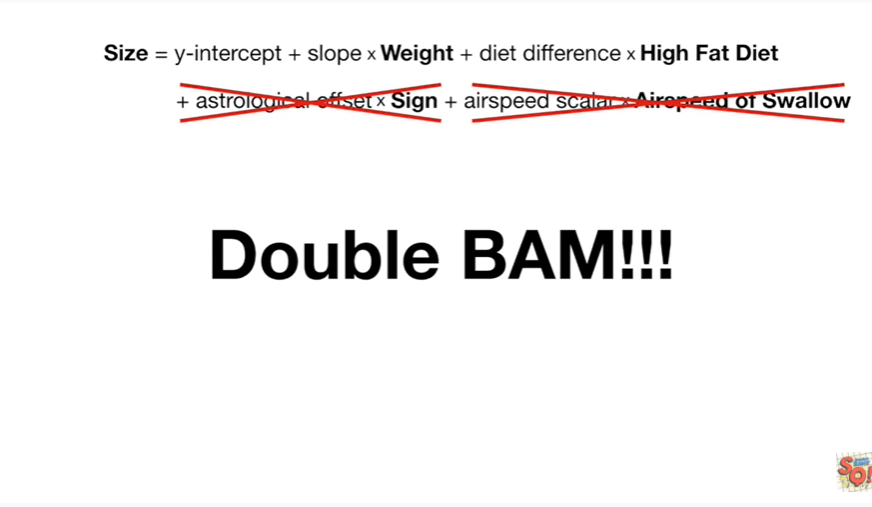 Size = y-intercept + slope x Weight + diet difference x High Fat Diet
+ astrological offset x Sign + airspeed scalar x Airspeed of Swallow
Double BAM!!!
SQ!